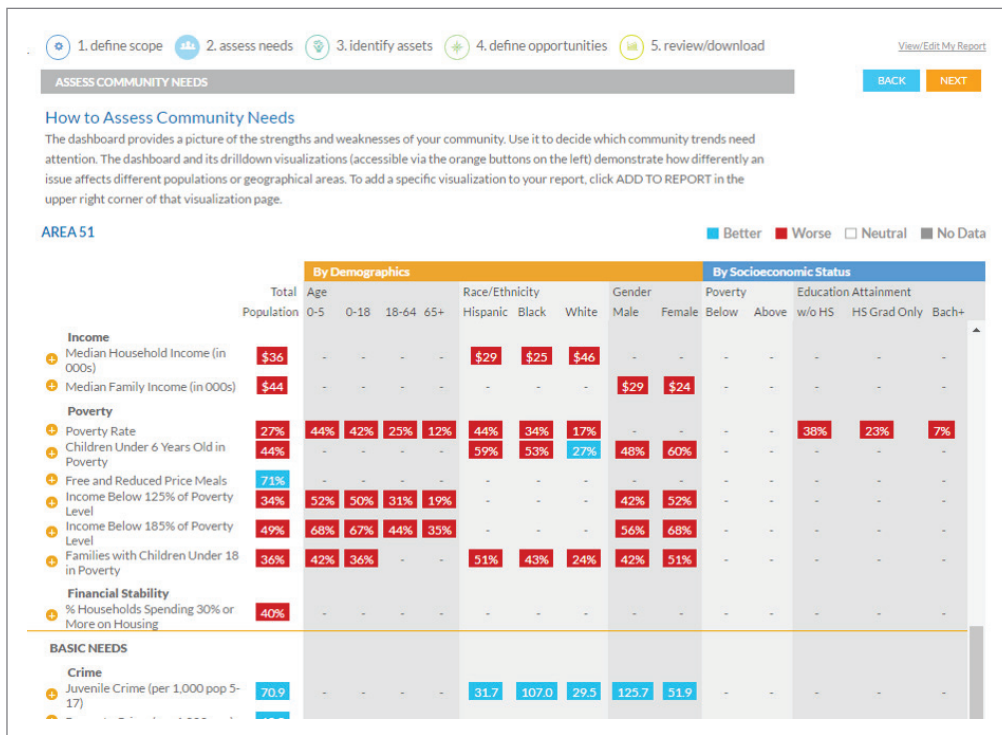 1. define scope 2. assess needs 3. identify assets 4. define opportunities 5. review/download View/Edit My Report
ASSESS COMMUNITY NEEDS BACK NEXT
How to Assess Community Needs
The dashboard provides a picture of the strengths and weaknesses of your community. Use it to decide which community trends need
attention. The dashboard and its drilldown visualizations (accessible via the orange buttons on the left) demonstrate how differently an
issue affects different populations or geographical areas. To add a specific visualization to your report, click ADD TO REPORT in the
upper right corner of that visualization page.
AREA 51 Better Worse Neutral No Data
By Demographics By Socioeconomic Status
Total Age Race/Ethnicity Gender Poverty Education Attainment
Population 0-5 0-18 18-64 65+ Hispanic Black White Male Female Below Above w/o HS HS Grad Only Bach+
Income
Median Household Income (in
000s) $36 - - - - $29 $25 $46 - - - - - - -
Median Family Income (in 000s) $44 - - - - - - - $29 $24 - - - - -
Poverty
Poverty Rate 27% 44% 42% 25% 12% 44% 34% 17% - - - - 38% 23% 7%
Children Under 6 Years Old in
Poverty 44% - - - - 59% 53% 27% 48% 60% - - - - -
Free and Reduced Price Meals 71% - - - - - - - - - - - - - -
Income Below 125% of Poverty
Level 34% 52% 50% 31% 19% - - - 42% 52% - - - - -
Income Below 185% of Poverty
Level 49% 68% 67% 44% 35% - - - 56% 68% - - - - -
Families with Children Under 18
in Poverty 36% 42% 36% - - 51% 43% 24% 42% 51% - - - - -
Financial Stability
% Households Spending 30% or
More on Housing 40% - - - - - - - - - - - - - -
BASIC NEEDS
Crime
Juvenile Crime (per 1,000 pop 5-
17) 70.9 - - - - 31.7 107.0 29.5 125.7 51.9 - - - - -